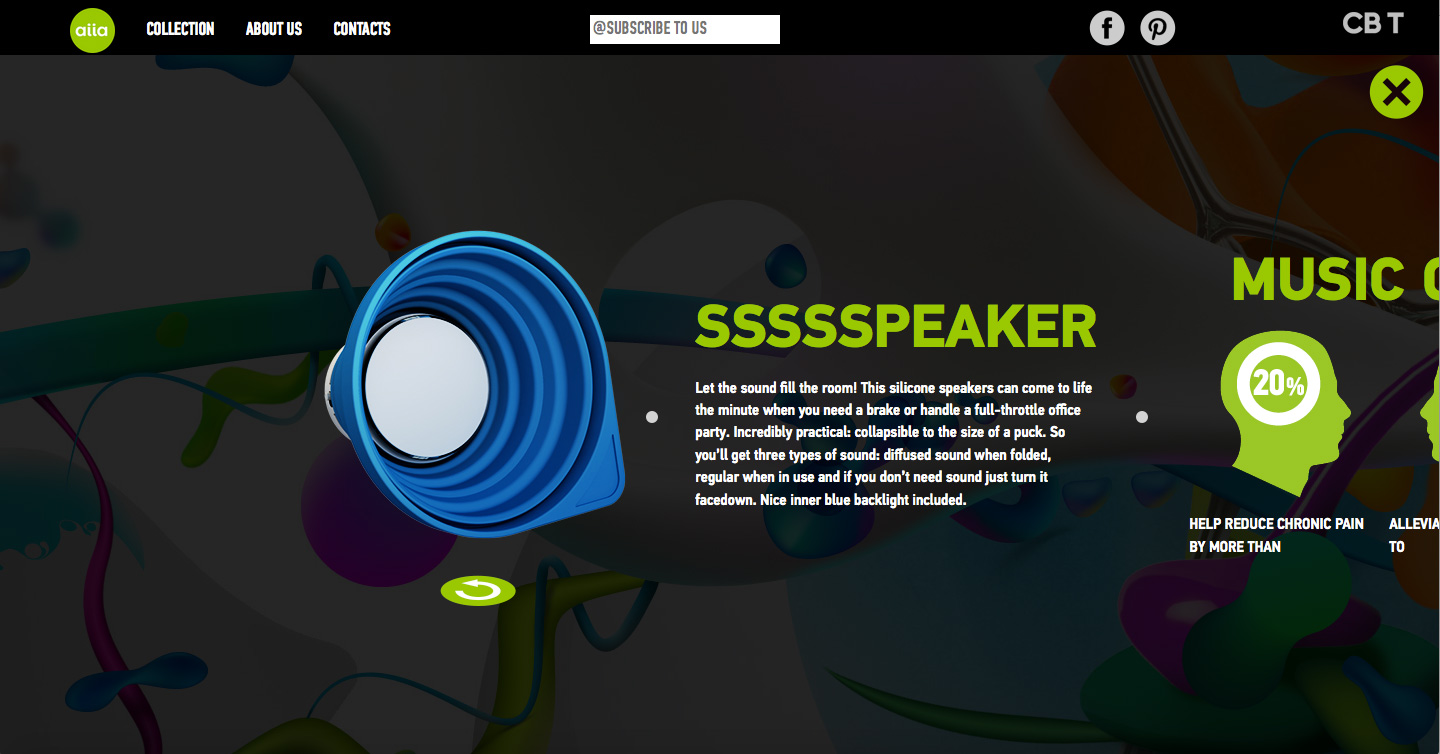 aiia
COLLECTION
ABOUT US
CONTACTS
@SUBSCRIBE TO US
f
CB T
SSSSSPEAKER
Let the sound fill the room! This silicone speakers can come to life
the minute when you need a brake or handle a full-throttle office
party. Incredibly practical: collapsible to the size of a puck. So
you'll get three types of sound: diffused sound when folded,
regular when in use and if you don't need sound just turn it
facedown. Nice inner blue backlight included.
MUSIC
20%
HELP REDUCE CHRONIC PAIN
BY MORE THAN
ALLEVIA
TO